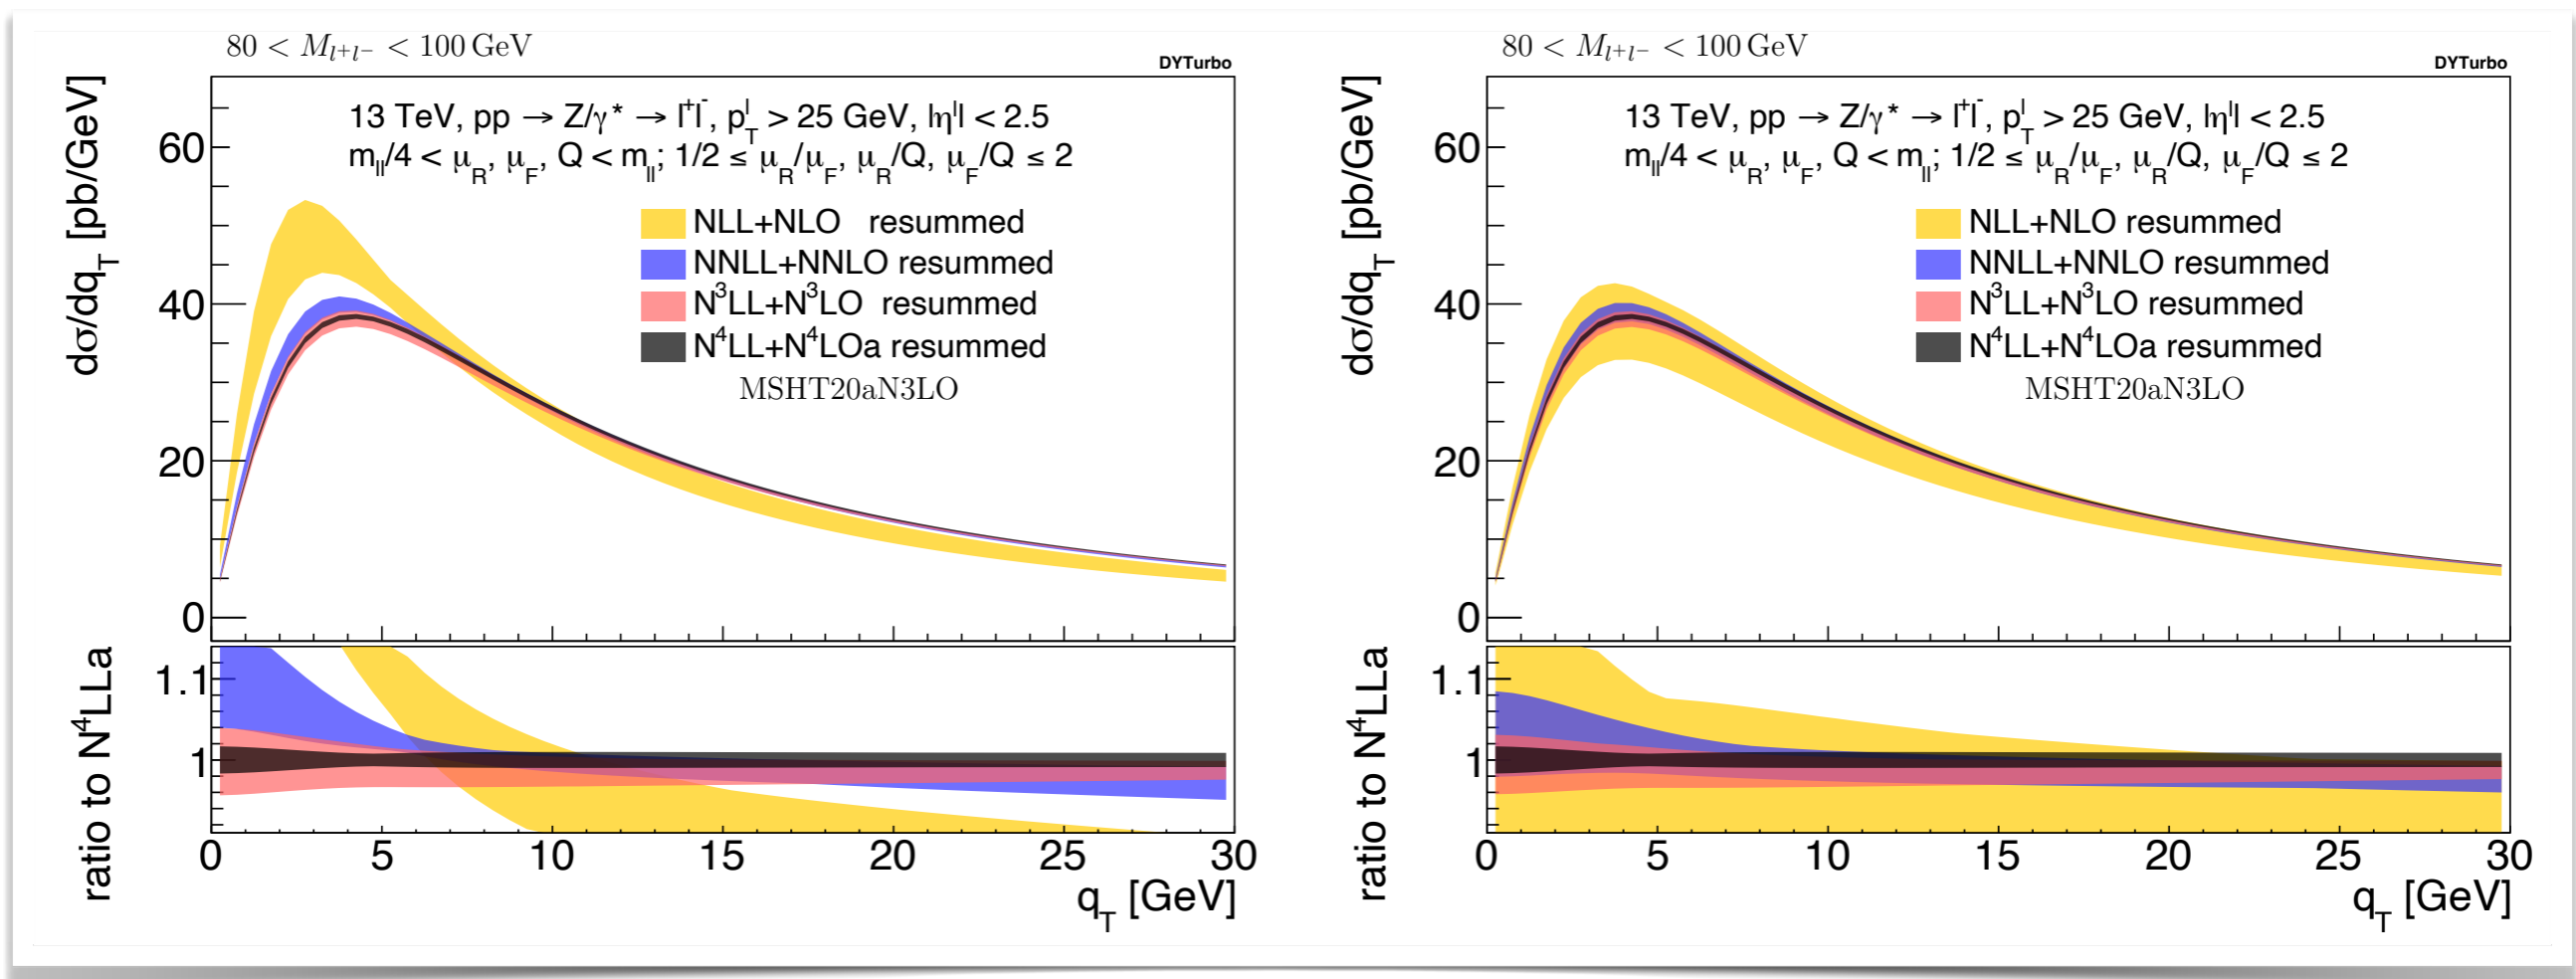 80 < M_{l+l−} < 100 GeV
DYTurbo
dσ/dq_T [pb/GeV]
60
40
20
0
13 TeV, pp → Z/γ* → l⁺l⁻, p_T^l > 25 GeV, |η^l| < 2.5
m_ll/4 < μ_R, μ_F, Q < m_ll; 1/2 ≤ μ_R/μ_F, μ_R/Q, μ_F/Q ≤ 2
NLL+NLO resummed
NNLL+NNLO resummed
N³LL+N³LO resummed
N⁴LL+N⁴LOa resummed
MSHT20aN3LO
ratio to N⁴LLa
1.1
1
0 5 10 15 20 25 30
q_T [GeV]
80 < M_{l+l−} < 100 GeV
DYTurbo
dσ/dq_T [pb/GeV]
60
40
20
0
13 TeV, pp → Z/γ* → l⁺l⁻, p_T^l > 25 GeV, |η^l| < 2.5
m_ll/4 < μ_R, μ_F, Q < m_ll; 1/2 ≤ μ_R/μ_F, μ_R/Q, μ_F/Q ≤ 2
NLL+NLO resummed
NNLL+NNLO resummed
N³LL+N³LO resummed
N⁴LL+N⁴LOa resummed
MSHT20aN3LO
ratio to N⁴LLa
1.1
1
0 5 10 15 20 25 30
q_T [GeV]